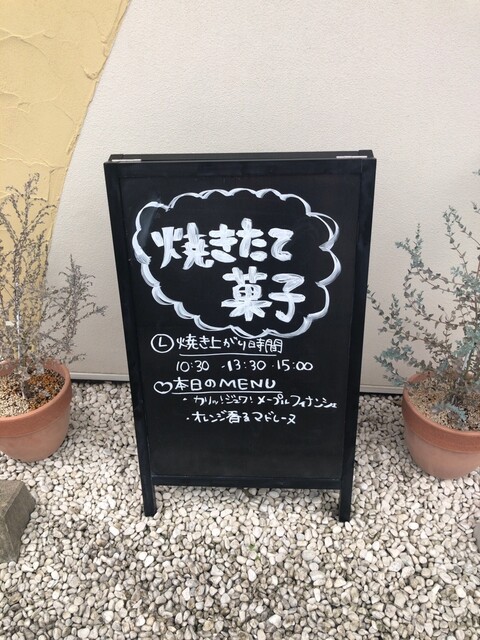 焼きたて
菓子
焼き上がり時間
10:30 -13:30 ·15:00
♡本日のMENU
・カリッ!ジュワ!メープルフィナンシェ
・オレンジ香るマドレーヌ